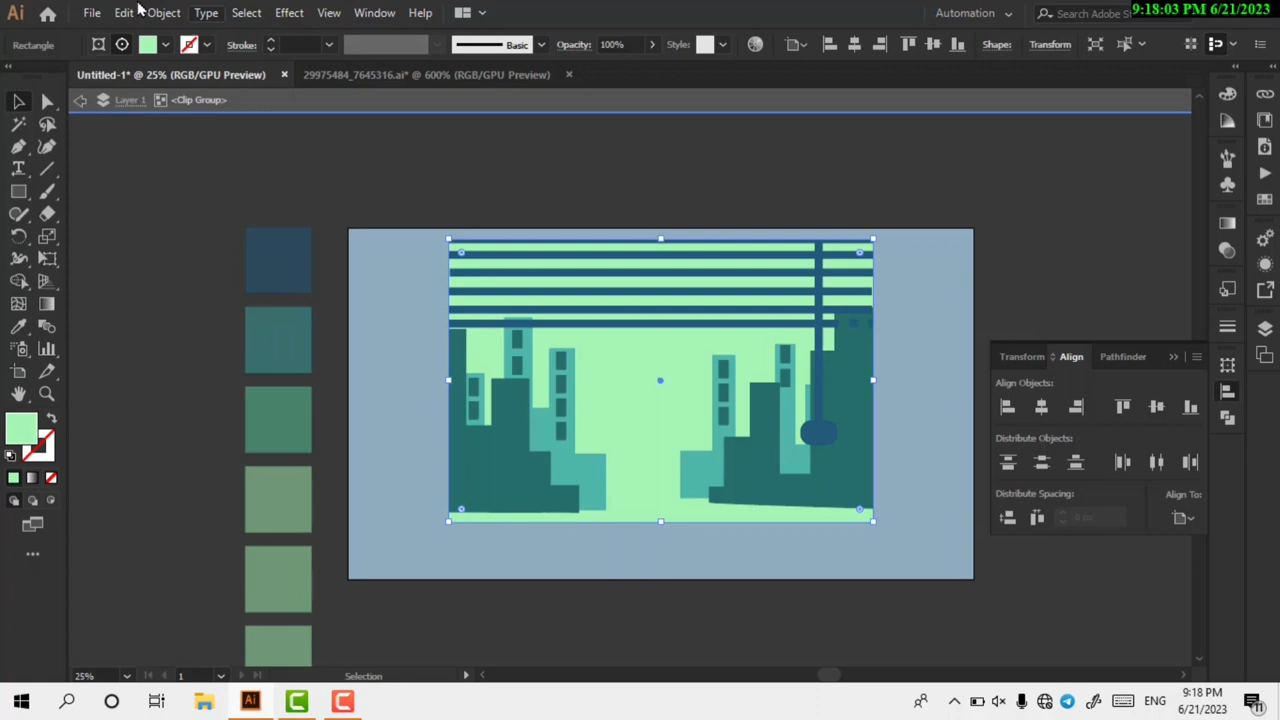 9:18:03 PM 6/21/2023
Ai File Edit Object Type Select Effect View Window Help Automation Search Adobe
Rectangle Stroke: Basic Opacity: 100% Style: Shape: Transform
Untitled-1* @ 25% (RGB/GPU Preview) × 29975484_7645316.ai* @ 600% (RGB/GPU Preview) ×
Layer 1 <Clip Group>
Transform Align Pathfinder
Align Objects:
Distribute Objects:
Distribute Spacing: Align To:
0 px
25% 1 Selection
ENG
9:18 PM
6/21/2023
11